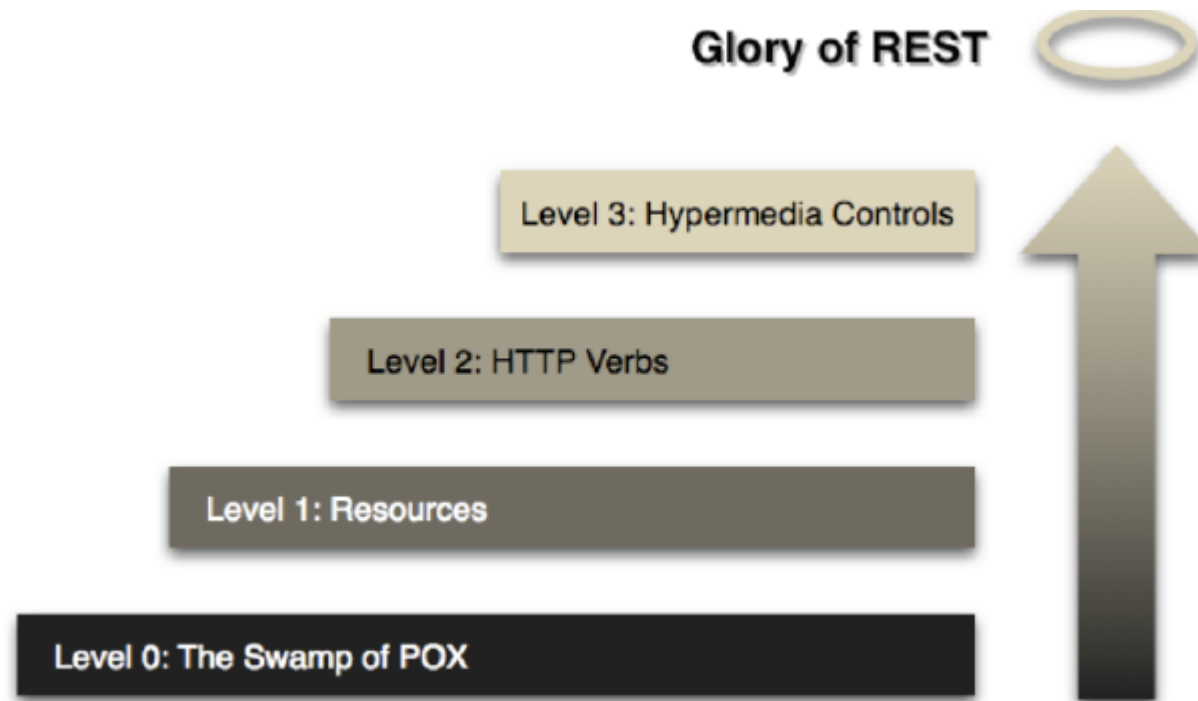 Glory of REST
Level 3: Hypermedia Controls
Level 2: HTTP Verbs
Level 1: Resources
Level 0: The Swamp of POX